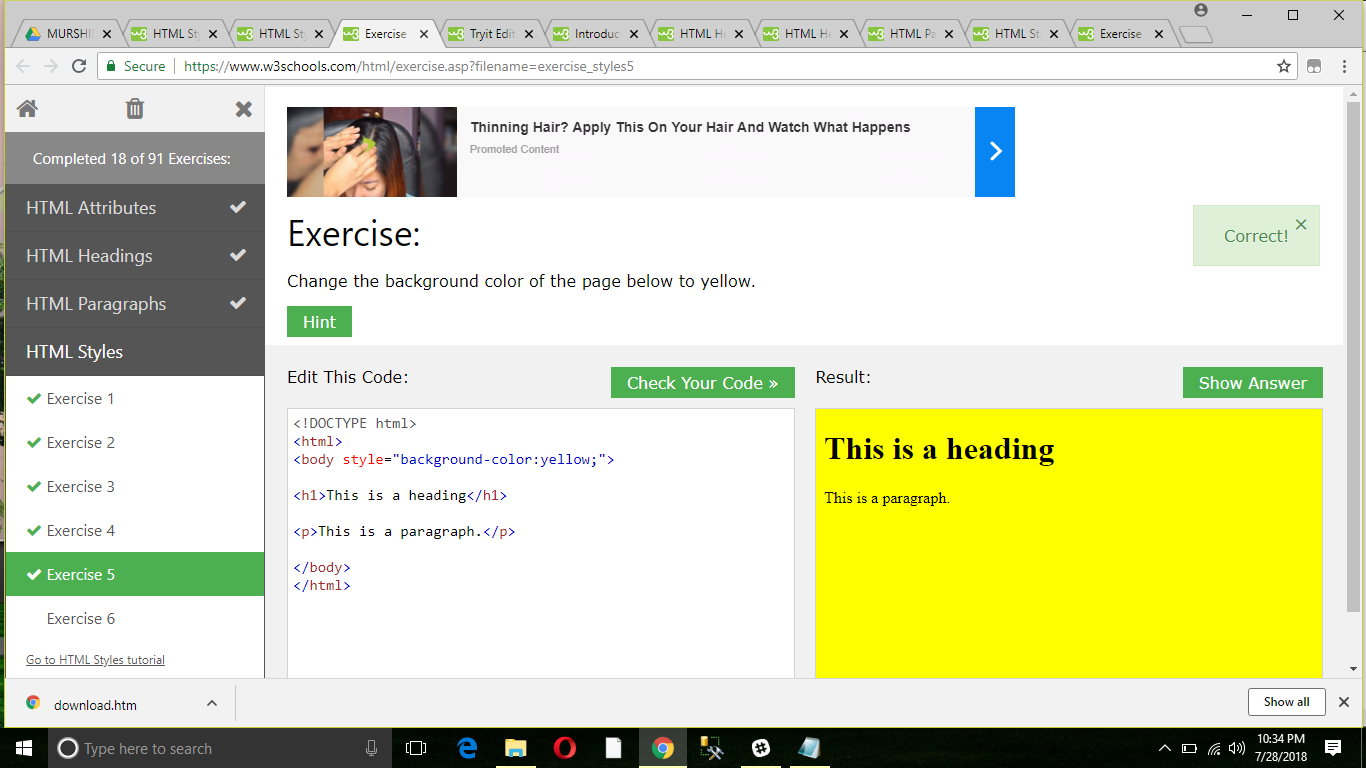 MURSHI
HTML St
HTML St
Exercise
Tryit Edit
Introduc
HTML He
HTML He
HTML Pa
HTML St
Exercise
Secure
https://www.w3schools.com/html/exercise.asp?filename=exercise_styles5
Completed 18 of 91 Exercises:
HTML Attributes
HTML Headings
HTML Paragraphs
HTML Styles
Exercise 1
Exercise 2
Exercise 3
Exercise 4
Exercise 5
Exercise 6
Go to HTML Styles tutorial
Thinning Hair? Apply This On Your Hair And Watch What Happens
Promoted Content
Exercise:
Correct!
Change the background color of the page below to yellow.
Hint
Edit This Code:
Check Your Code »
<!DOCTYPE html>
<html>
<body style="background-color:yellow;">
<h1>This is a heading</h1>
<p>This is a paragraph.</p>
</body>
</html>
Result:
Show Answer
This is a heading
This is a paragraph.
download.htm
Show all
Type here to search
10:34 PM
7/28/2018